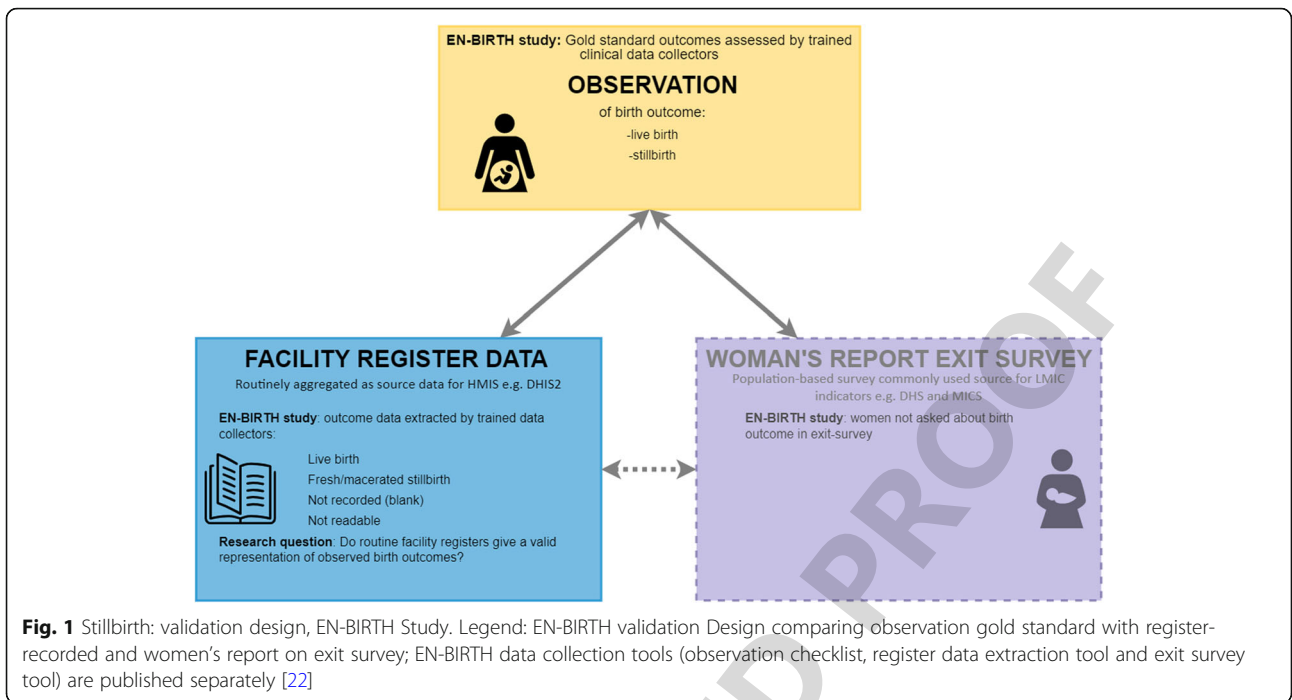 EN-BIRTH study: Gold standard outcomes assessed by trained
clinical data collectors
OBSERVATION
of birth outcome:
-live birth
-stillbirth
FACILITY REGISTER DATA
Routinely aggregated as source data for HMIS e.g. DHIS2
EN-BIRTH study: outcome data extracted by trained data
collectors:
Live birth
Fresh/macerated stillbirth
Not recorded (blank)
Not readable
Research question: Do routine facility registers give a valid
representation of observed birth outcomes?
WOMAN'S REPORT EXIT SURVEY
Population-based survey commonly used source for LMIC
indicators e.g. DHS and MICS
EN-BIRTH study: women not asked about birth
outcome in exit-survey
D PROOF
Fig. 1 Stillbirth: validation design, EN-BIRTH Study. Legend: EN-BIRTH validation Design comparing observation gold standard with register-
recorded and women's report on exit survey; EN-BIRTH data collection tools (observation checklist, register data extraction tool and exit survey
tool) are published separately [22]